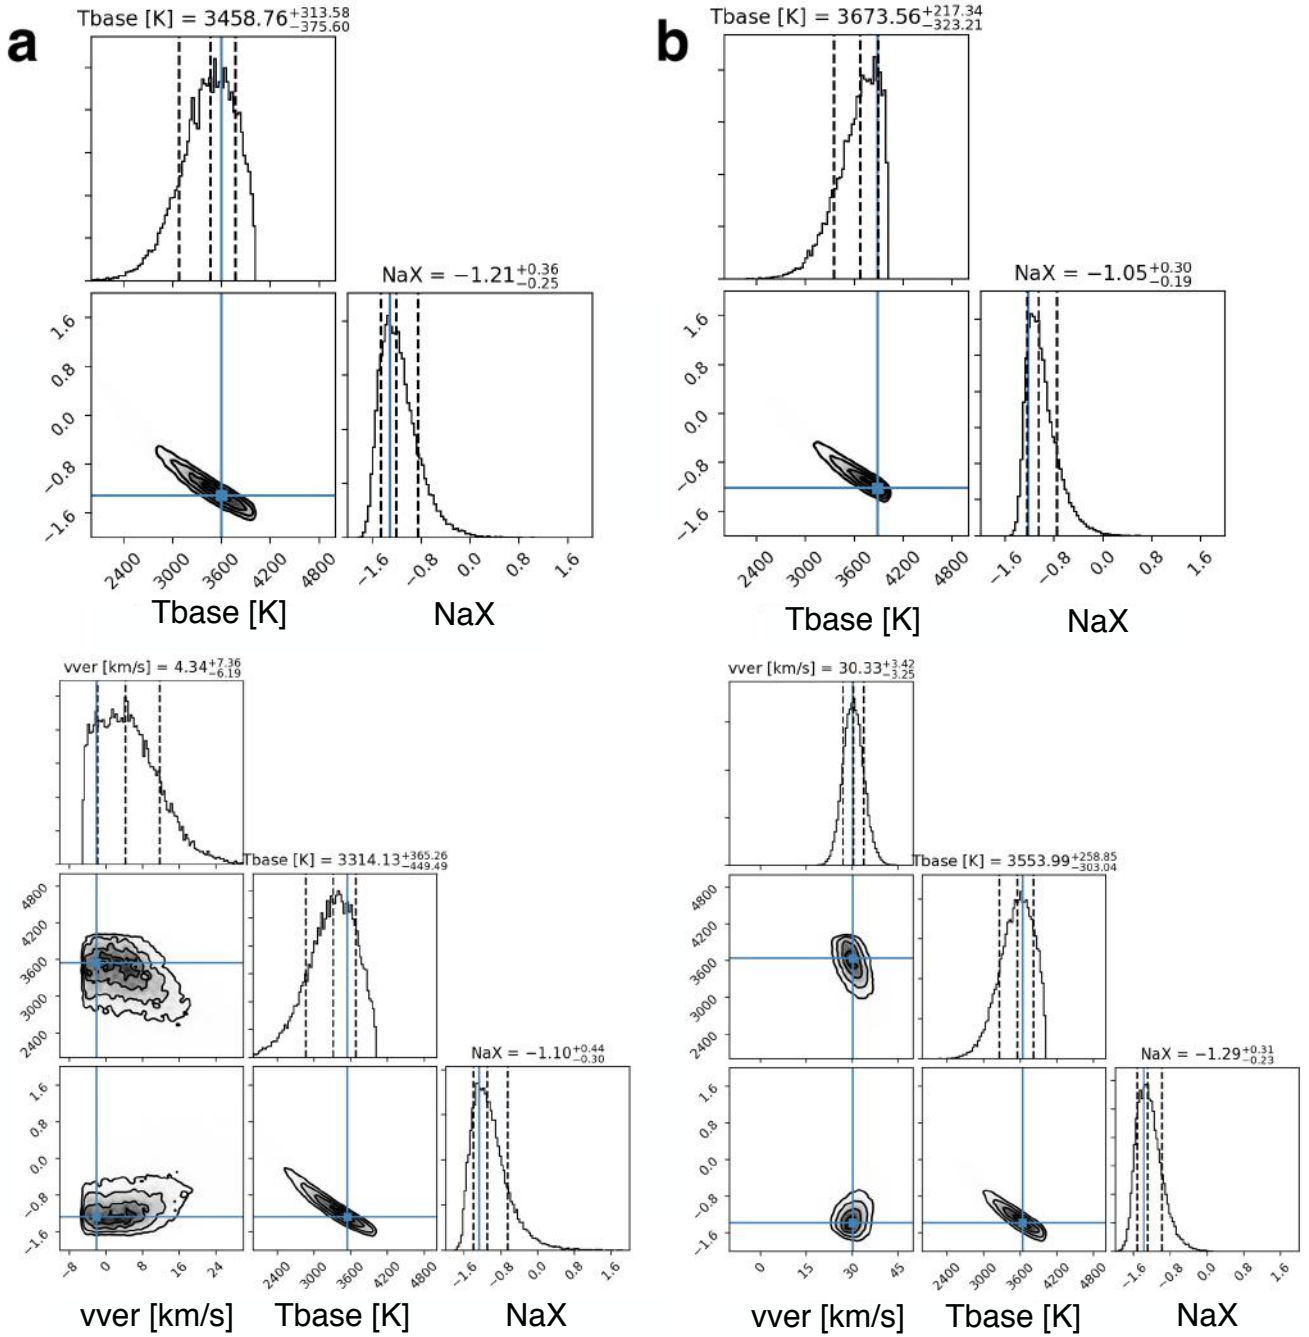 a
Tbase [K] = 3458.76+313.58−375.60
NaX = −1.21+0.36−0.25
1.6
0.8
0.0
−0.8
−1.6
2400 3000 3600 4200 4800
−1.6 −0.8 0.0 0.8 1.6
Tbase [K] NaX
b
Tbase [K] = 3673.56+217.34−323.21
NaX = −1.05+0.30−0.19
1.6
0.8
0.0
−0.8
−1.6
2400 3000 3600 4200 4800
−1.6 −0.8 0.0 0.8 1.6
Tbase [K] NaX
vver [km/s] = 4.34+7.36−6.19
Tbase [K] = 3314.13+365.26−449.49
4800
4200
3600
3000
2400
NaX = −1.10+0.44−0.30
1.6
0.8
0.0
−0.8
−1.6
−8 0 8 16 24
2400 3000 3600 4200 4800
−1.6 −0.8 0.0 0.8 1.6
vver [km/s] Tbase [K] NaX
vver [km/s] = 30.33+3.42−3.25
Tbase [K] = 3553.99+258.85−303.04
4800
4200
3600
3000
2400
NaX = −1.29+0.31−0.23
1.6
0.8
0.0
−0.8
−1.6
0 15 30 45
2400 3000 3600 4200 4800
−1.6 −0.8 0.0 0.8 1.6
vver [km/s] Tbase [K] NaX